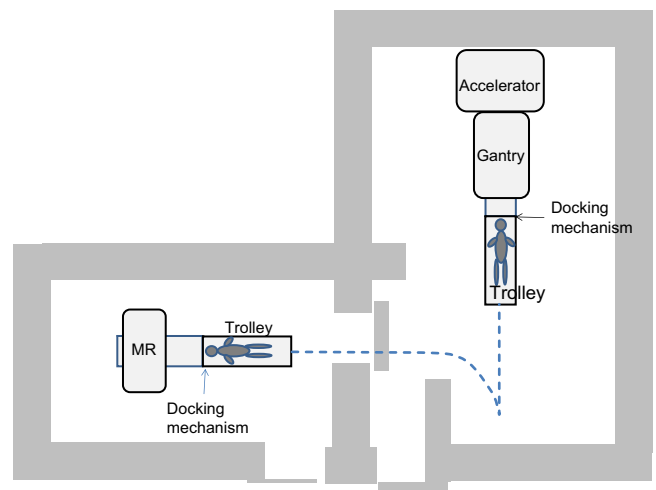 Accelerator
Gantry
Docking
mechanism
Trolley
Trolley
MR
Docking
mechanism